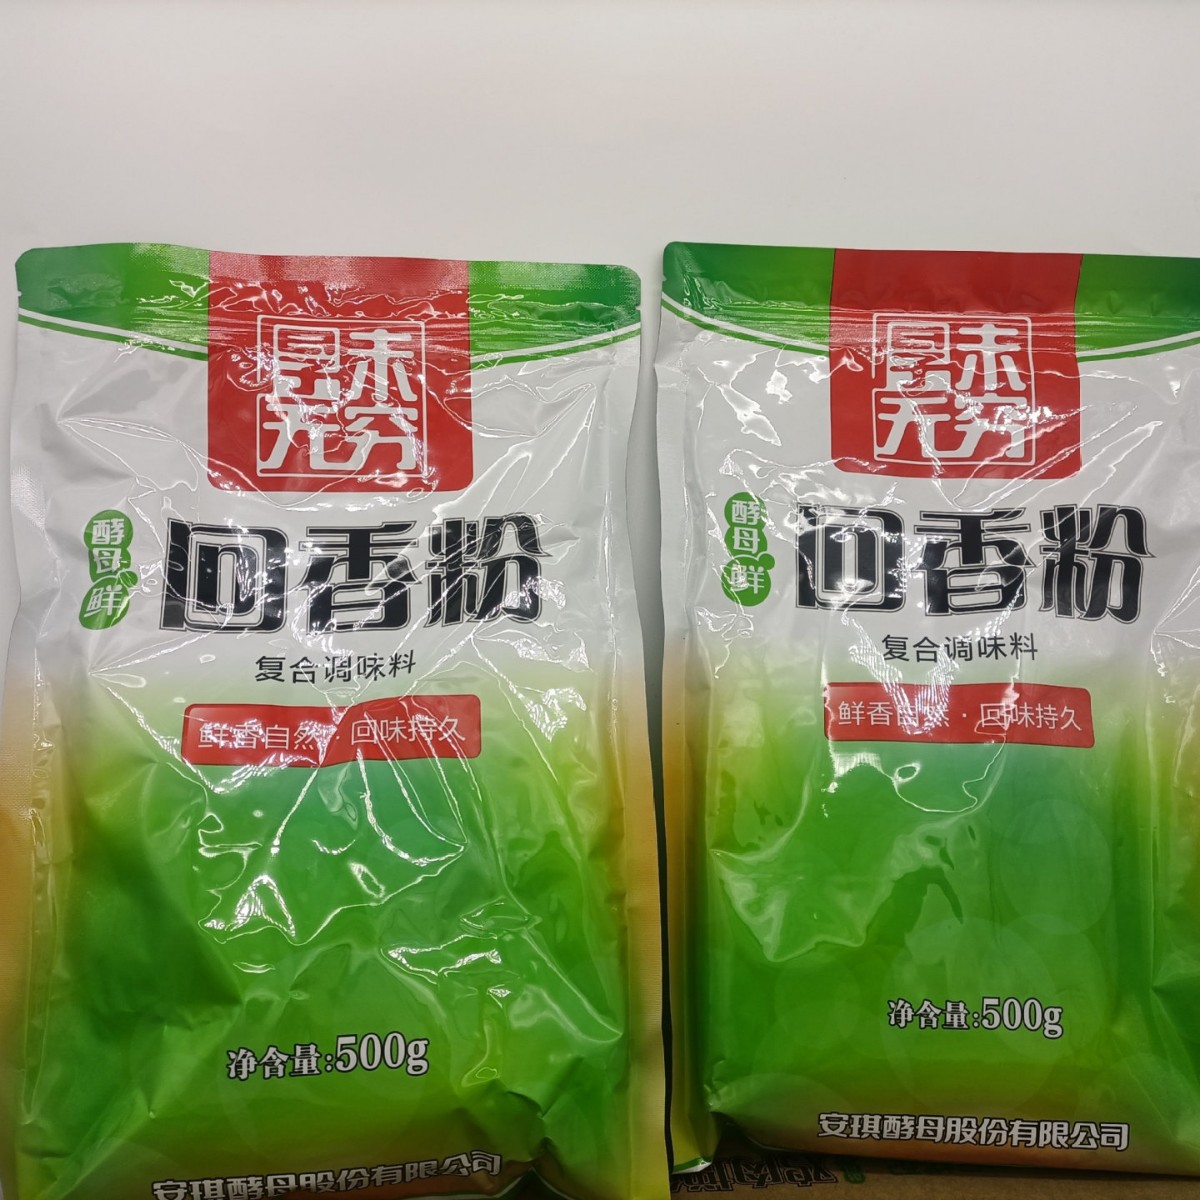 味
无穷
酵母
鲜
回香粉
复合调味料
鲜香自然·回味持久
净含量:500g
安琪酵母股份有限公司
味
无穷
酵母
鲜
回香粉
复合调味料
鲜香自然·回味持久
净含量:500g
安琪酵母股份有限公司